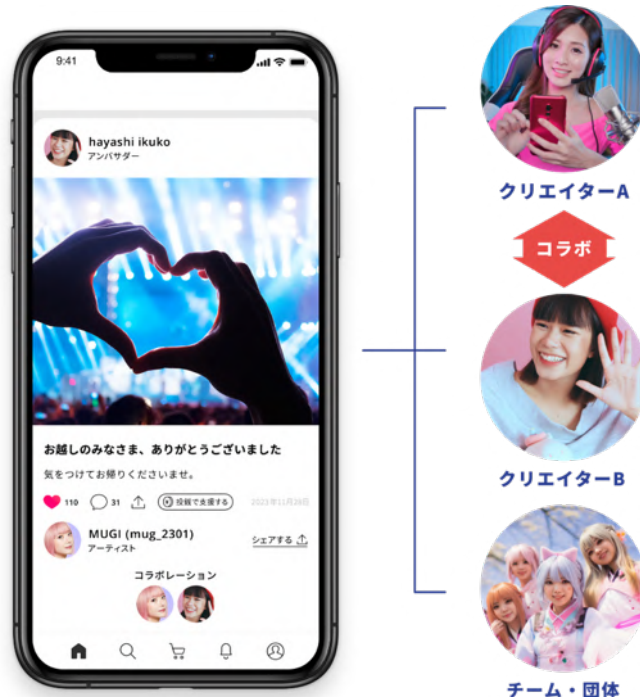 9:41
hayashi ikuko
アンバサダー
お越しのみなさま、ありがとうございました
気をつけてお帰りくださいませ。
110 31 投銭で支援する 2023年11月26日
MUGI (mug_2301)
アーティスト
シェアする
コラボレーション
クリエイターA
コラボ
クリエイターB
チーム・団体